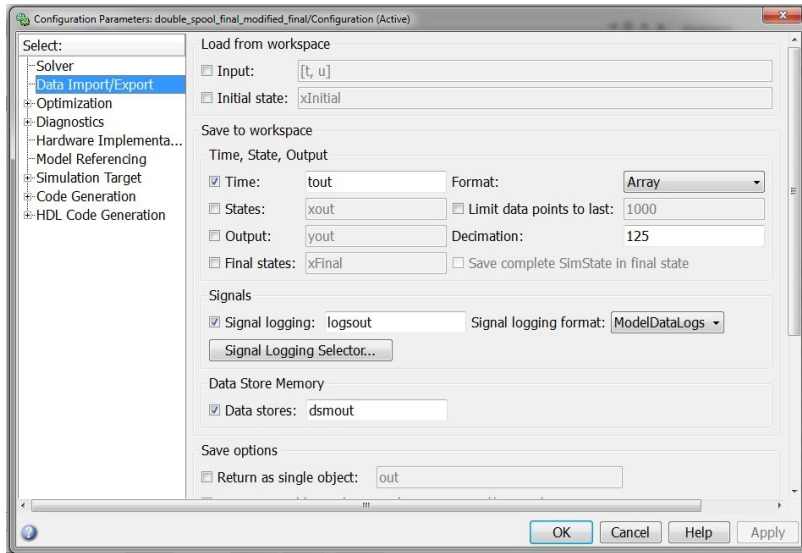 Configuration Parameters: double_spool_final_modified_final/Configuration (Active)
Select:
Solver
Data Import/Export
Optimization
Diagnostics
Hardware Implementa...
Model Referencing
Simulation Target
Code Generation
HDL Code Generation
Load from workspace
Input: [t, u]
Initial state: xInitial
Save to workspace
Time, State, Output
Time: tout Format: Array
States: xout Limit data points to last: 1000
Output: yout Decimation: 125
Final states: xFinal Save complete SimState in final state
Signals
Signal logging: logsout Signal logging format: ModelDataLogs
Signal Logging Selector...
Data Store Memory
Data stores: dsmout
Save options
Return as single object: out
OK Cancel Help Apply